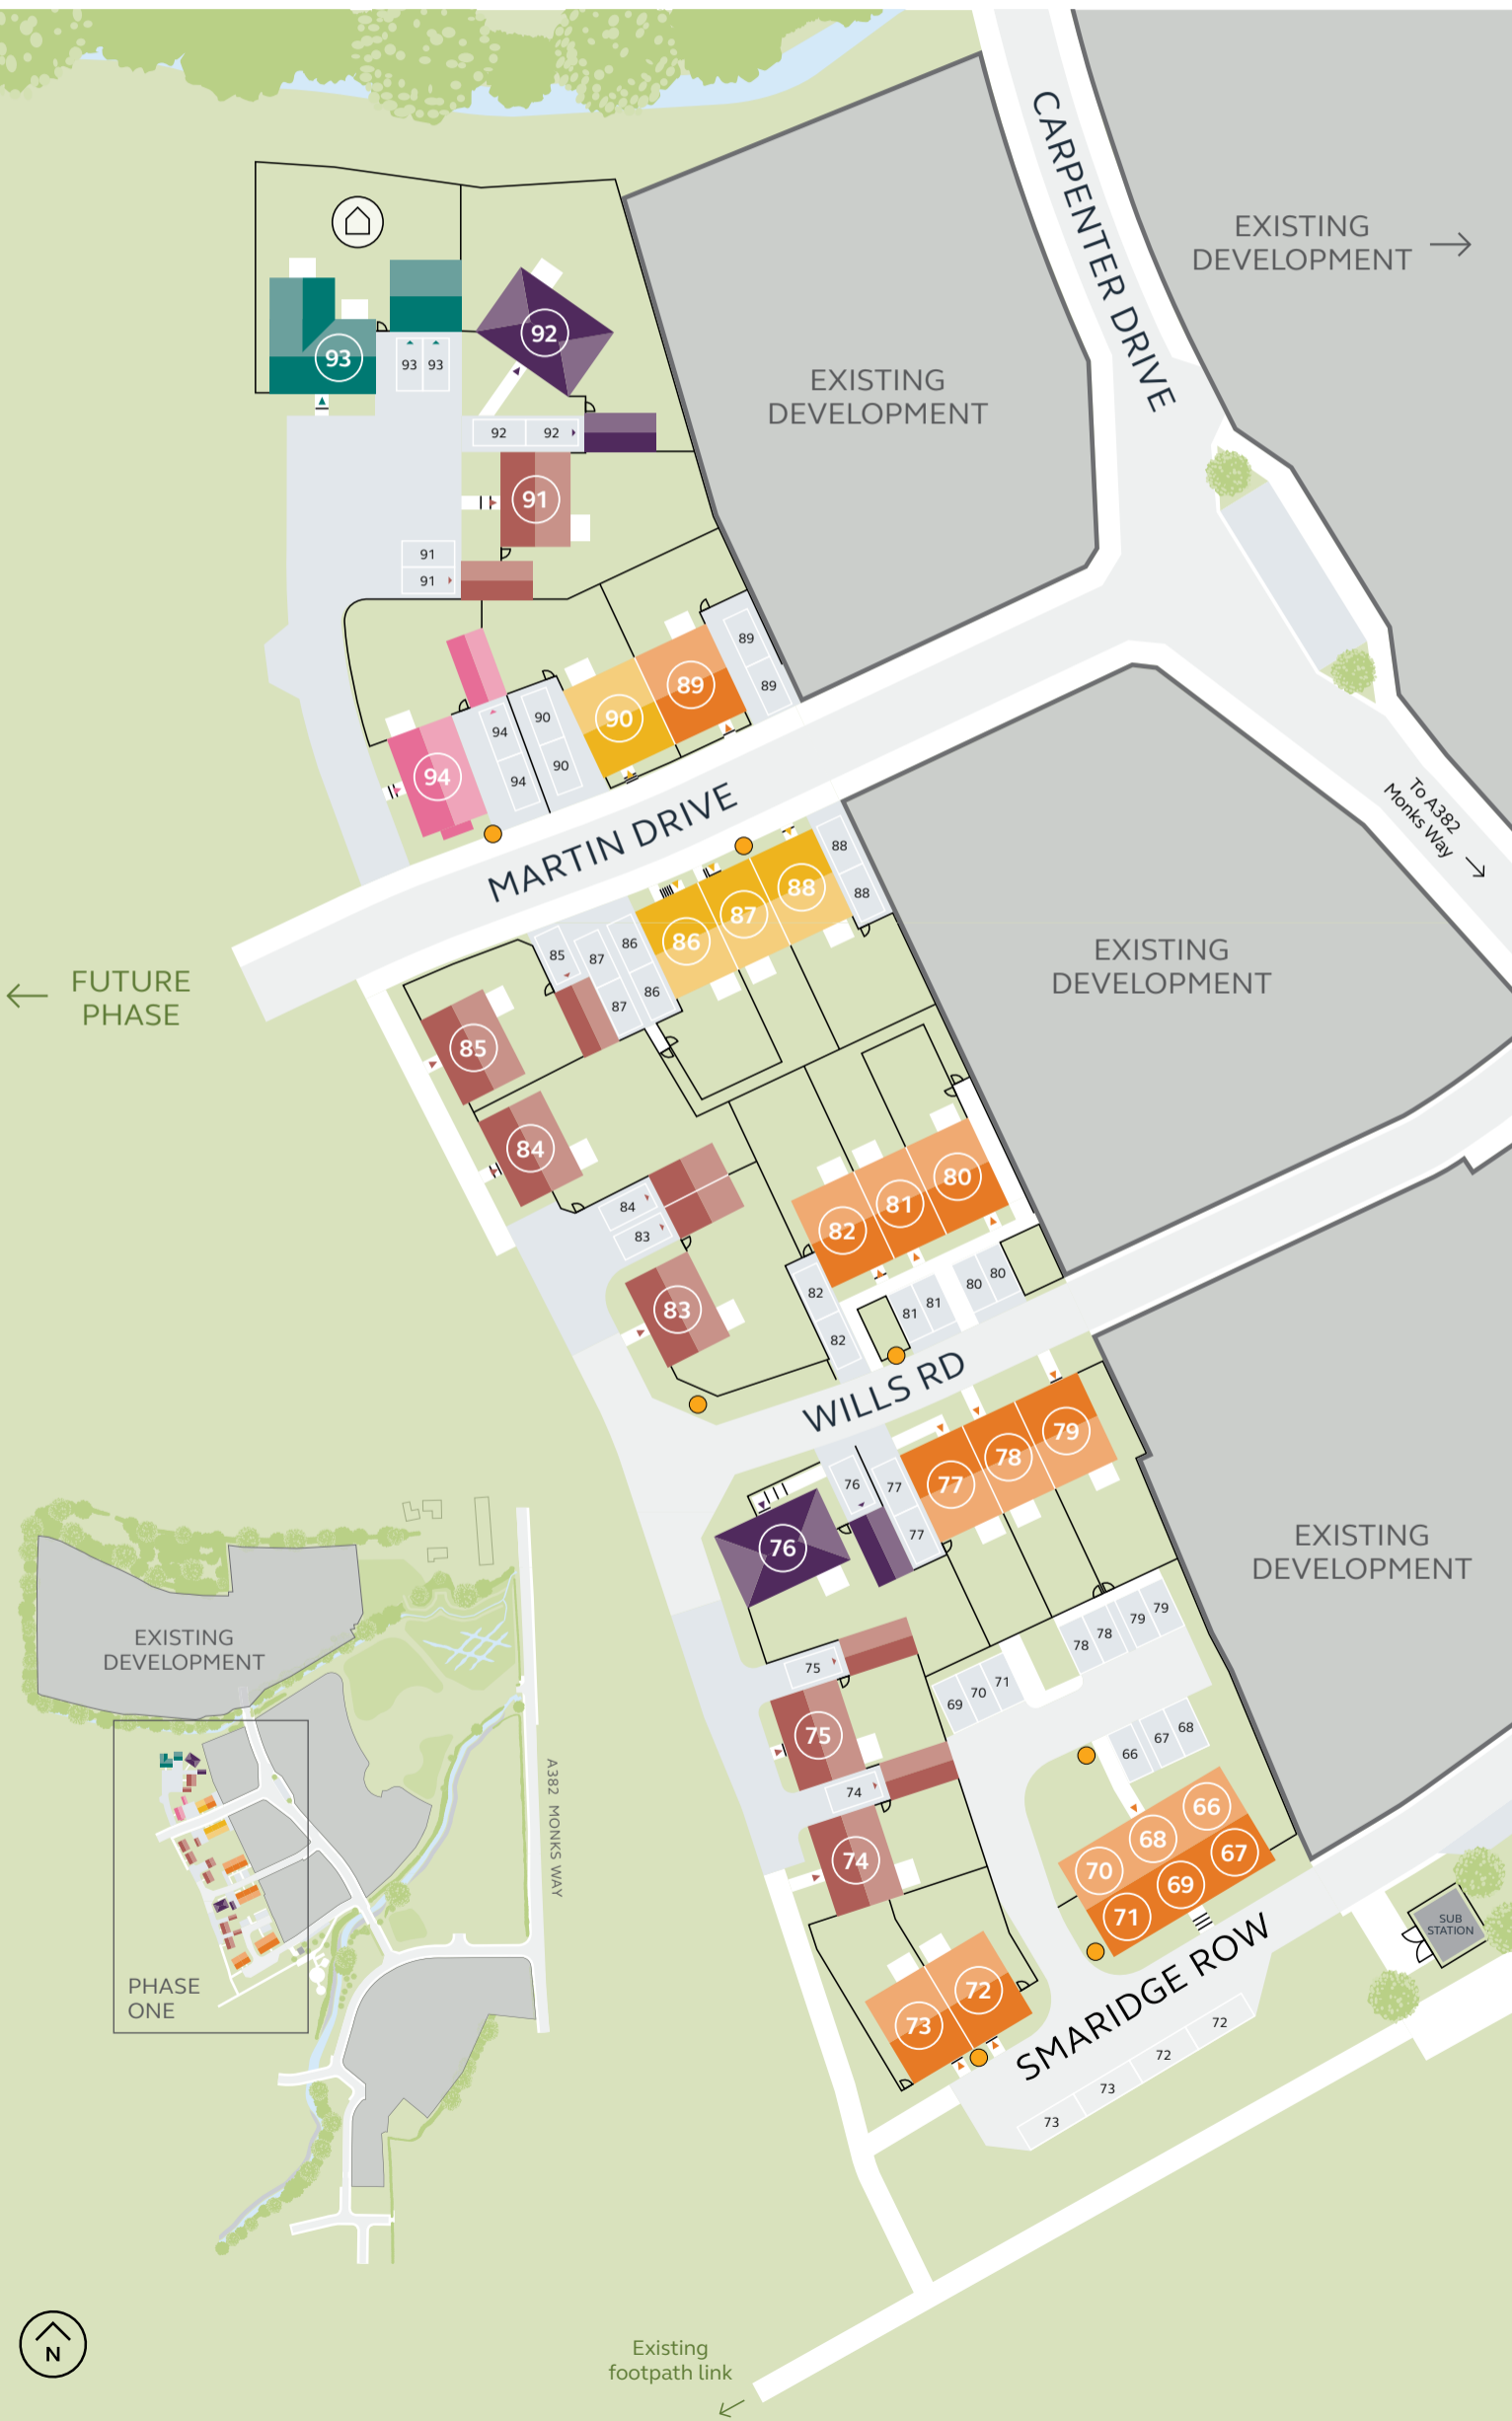 CARPENTER DRIVE
EXISTING
DEVELOPMENT
92
93
93
93
EXISTING
DEVELOPMENT
92
92
91
91
91
89
89
89
90
90
90
94
94
94
To A382
Monks Way
MARTIN DRIVE
88
88
88
87
86
86
86
87
87
85
85
EXISTING
DEVELOPMENT
FUTURE
PHASE
84
84
83
83
80
81
82
82
82
81
81
80
80
WILLS RD
79
78
77
77
77
76
76
EXISTING
DEVELOPMENT
79
79
78
78
75
75
71
70
69
68
67
66
74
74
66
68
67
70
69
71
72
73
SMARIDGE ROW
SUB
STATION
72
72
73
73
EXISTING
DEVELOPMENT
A382 MONKS WAY
PHASE
ONE
N
Existing
footpath link